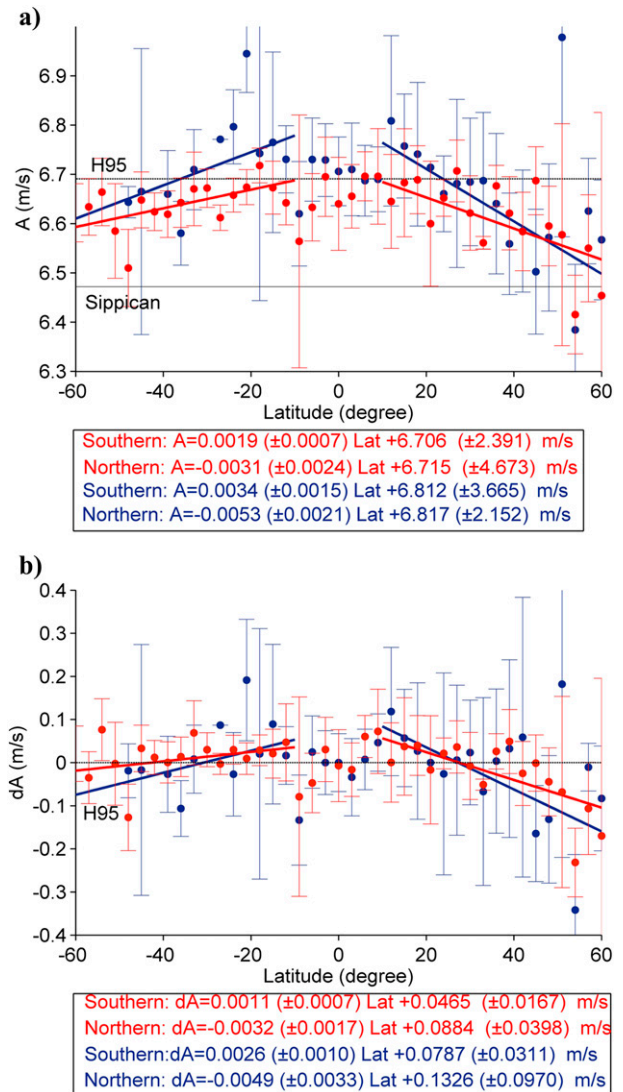 a)
6.9
6.8
H95
6.7
A (m/s)
6.6
6.5
Sippican
6.4
6.3
-60 -40 -20 0 20 40 60
Latitude (degree)
Southern: A=0.0019 (±0.0007) Lat +6.706 (±2.391) m/s
Northern: A=-0.0031 (±0.0024) Lat +6.715 (±4.673) m/s
Southern: A=0.0034 (±0.0015) Lat +6.812 (±3.665) m/s
Northern: A=-0.0053 (±0.0021) Lat +6.817 (±2.152) m/s
b)
0.4
0.3
0.2
0.1
dA (m/s)
0
H95
-0.1
-0.2
-0.3
-0.4
-60 -40 -20 0 20 40 60
Latitude (degree)
Southern: dA=0.0011 (±0.0007) Lat +0.0465 (±0.0167) m/s
Northern: dA=-0.0032 (±0.0017) Lat +0.0884 (±0.0398) m/s
Southern:dA=0.0026 (±0.0010) Lat +0.0787 (±0.0311) m/s
Northern: dA=-0.0049 (±0.0033) Lat +0.1326 (±0.0970) m/s